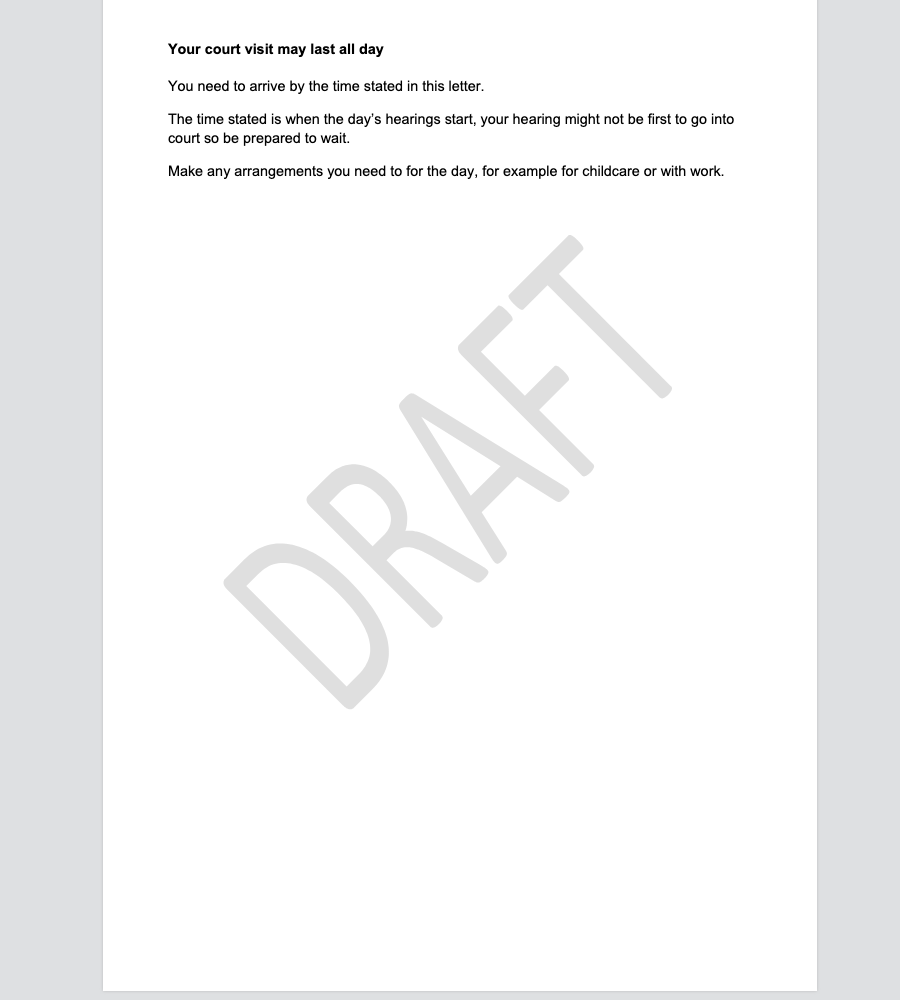 Your court visit may last all day
You need to arrive by the time stated in this letter.
The time stated is when the day’s hearings start, your hearing might not be first to go into
court so be prepared to wait.
Make any arrangements you need to for the day, for example for childcare or with work.
DRAFT